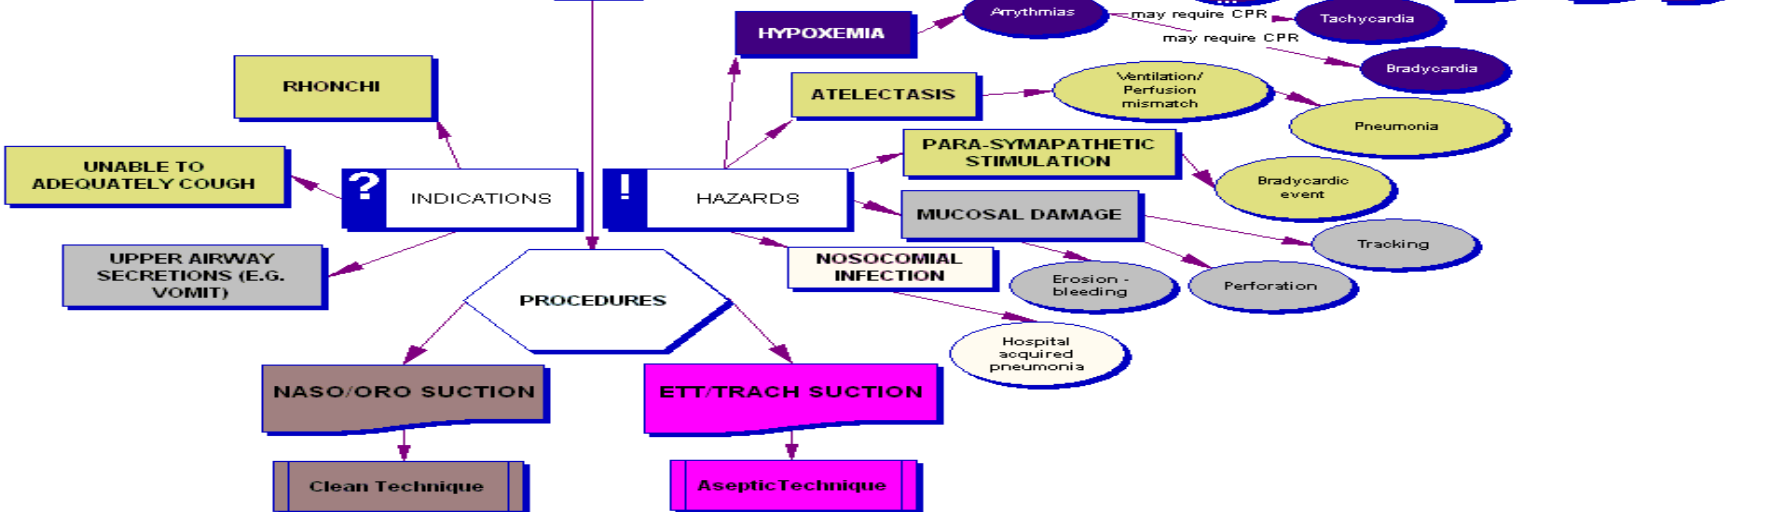 Arrythmias
may require CPR
Tachycardia
HYPOXEMIA
may require CPR
Bradycardia
RHONCHI
ATELECTASIS
Ventilation/
Perfusion
mismatch
Pneumonia
PARA-SYMAPATHETIC
STIMULATION
UNABLE TO
ADEQUATELY COUGH
?
INDICATIONS
!
HAZARDS
Bradycardic
event
MUCOSAL DAMAGE
Tracking
UPPER AIRWAY
SECRETIONS (E.G.
VOMIT)
NOSOCOMIAL
INFECTION
Erosion -
bleeding
Perforation
PROCEDURES
Hospital
acquired
pneumonia
NASO/ORO SUCTION
ETT/TRACH SUCTION
Clean Technique
AsepticTechnique